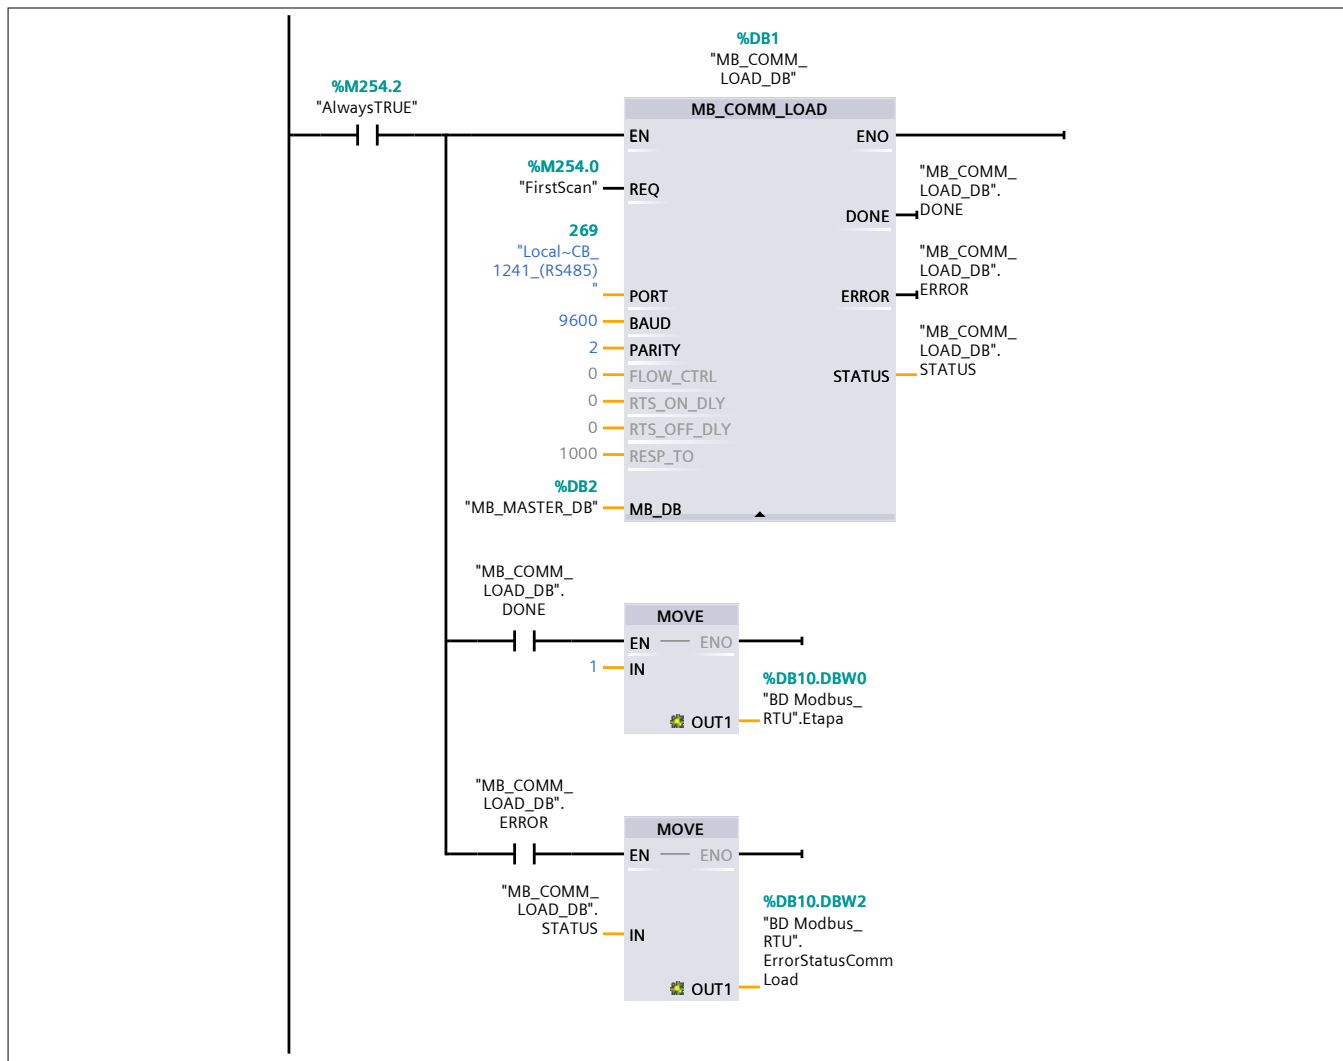 %DB1
"MB_COMM_
LOAD_DB"
%M254.2
"AlwaysTRUE"
MB_COMM_LOAD
EN
ENO
%M254.0
"FirstScan"
REQ
"MB_COMM_
LOAD_DB".
DONE
DONE
269
"Local~CB_
1241_(RS485)
"
PORT
"MB_COMM_
LOAD_DB".
ERROR
ERROR
9600
BAUD
2
PARITY
"MB_COMM_
LOAD_DB".
STATUS
STATUS
0
FLOW_CTRL
0
RTS_ON_DLY
0
RTS_OFF_DLY
1000
RESP_TO
%DB2
"MB_MASTER_DB"
MB_DB
"MB_COMM_
LOAD_DB".
DONE
MOVE
EN
ENO
1
IN
%DB10.DBW0
"BD Modbus_
RTU".Etapa
OUT1
"MB_COMM_
LOAD_DB".
ERROR
MOVE
EN
ENO
"MB_COMM_
LOAD_DB".
STATUS
IN
%DB10.DBW2
"BD Modbus_
RTU".
ErrorStatusComm
Load
OUT1